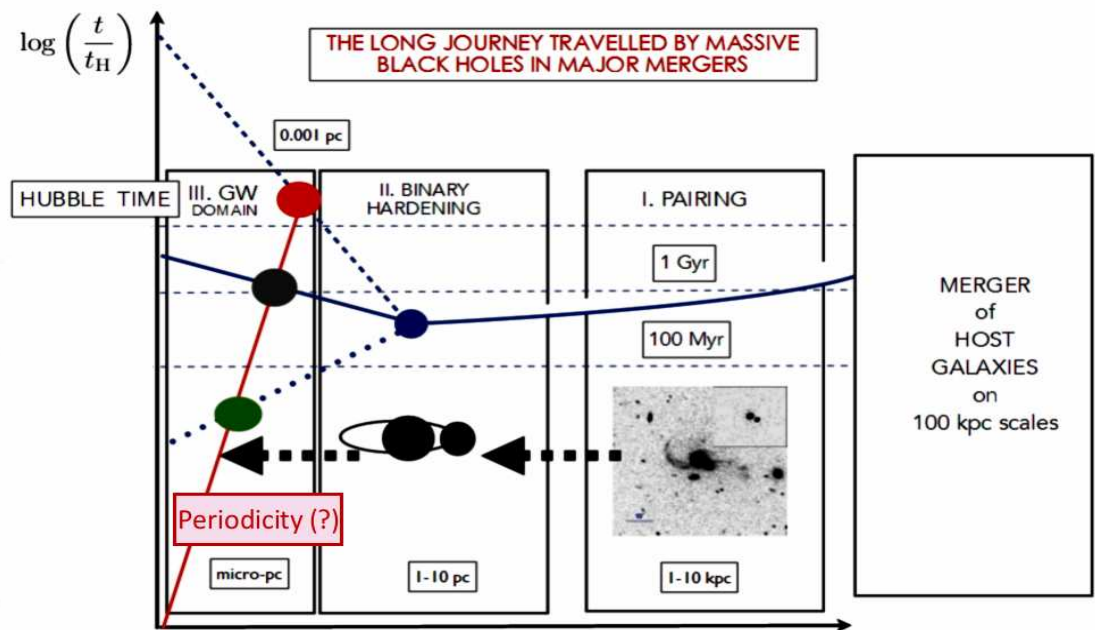 log (t/t_H)
THE LONG JOURNEY TRAVELLED BY MASSIVE
BLACK HOLES IN MAJOR MERGERS
0.001 pc
HUBBLE TIME
III. GW
DOMAIN
II. BINARY
HARDENING
I. PAIRING
1 Gyr
100 Myr
MERGER
of
HOST
GALAXIES
on
100 kpc scales
Periodicity (?)
micro-pc
1-10 pc
1-10 kpc